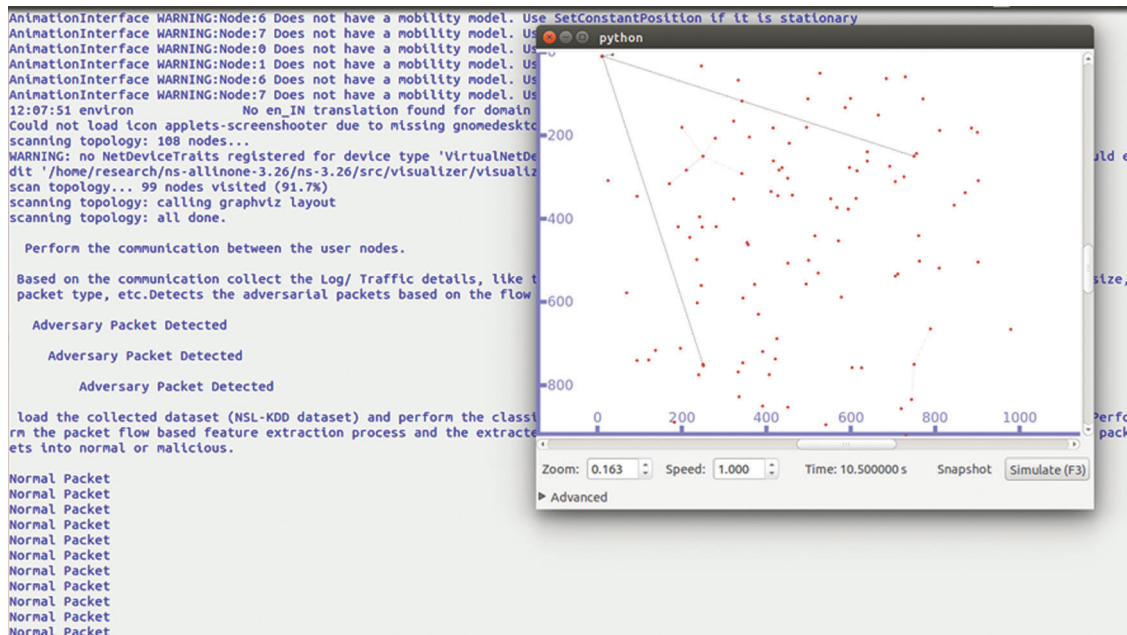 AnimationInterface WARNING:Node:6 Does not have a mobility model. Use SetConstantPosition if it is stationary
AnimationInterface WARNING:Node:7 Does not have a mobility model. Us
AnimationInterface WARNING:Node:0 Does not have a mobility model. Us
AnimationInterface WARNING:Node:1 Does not have a mobility model. Us
AnimationInterface WARNING:Node:6 Does not have a mobility model. Us
AnimationInterface WARNING:Node:7 Does not have a mobility model. Us
12:07:51 environ No en_IN translation found for domain
Could not load icon applets-screenshooter due to missing gnomedeskto
scanning topology: 108 nodes...
WARNING: no NetDeviceTraits registered for device type 'VirtualNetDe uld e
dit '/home/research/ns-allinone-3.26/ns-3.26/src/visualizer/visualiz
scan topology... 99 nodes visited (91.7%)
scanning topology: calling graphviz layout
scanning topology: all done.
Perform the communication between the user nodes.
Based on the communication collect the Log/ Traffic details, like t size,
packet type, etc.Detects the adversarial packets based on the flow
Adversary Packet Detected
Adversary Packet Detected
Adversary Packet Detected
load the collected dataset (NSL-KDD dataset) and perform the classi Perfo
rm the packet flow based feature extraction process and the extracte pack
ets into normal or malicious.
Normal Packet
Normal Packet
Normal Packet
Normal Packet
Normal Packet
Normal Packet
Normal Packet
Normal Packet
Normal Packet
Normal Packet
Normal Packet
python
0
200
400
600
800
0 200 400 600 800 1000
Zoom: 0.163 Speed: 1.000 Time: 10.500000 s Snapshot Simulate (F3)
Advanced